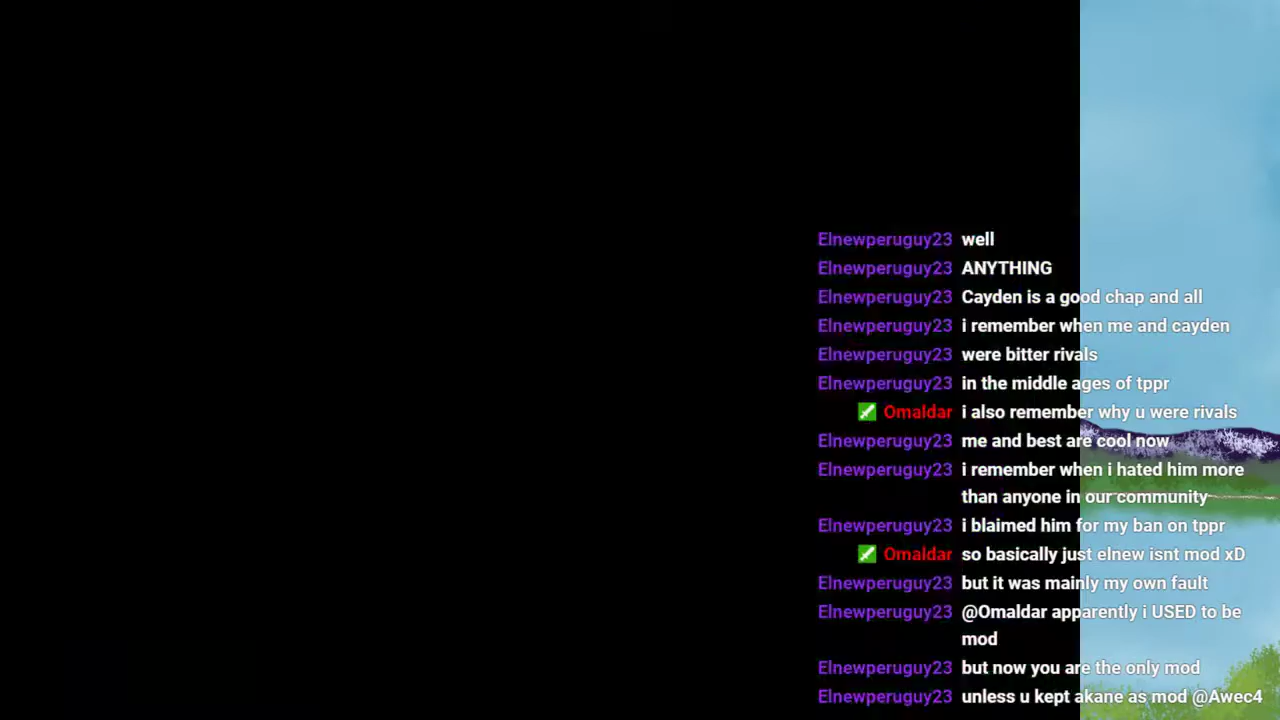 Elnewperuguy23 well
Elnewperuguy23 ANYTHING
Elnewperuguy23 Cayden is a good chap and all
Elnewperuguy23 i remember when me and cayden
Elnewperuguy23 were bitter rivals
Elnewperuguy23 in the middle ages of tppr
Omaldar i also remember why u were rivals
Elnewperuguy23 me and best are cool now
Elnewperuguy23 i remember when i hated him more
than anyone in our community
Elnewperuguy23 i blaimed him for my ban on tppr
Omaldar so basically just elnew isnt mod xD
Elnewperuguy23 but it was mainly my own fault
Elnewperuguy23 @Omaldar apparently i USED to be
mod
Elnewperuguy23 but now you are the only mod
Elnewperuguy23 unless u kept akane as mod @Awec4